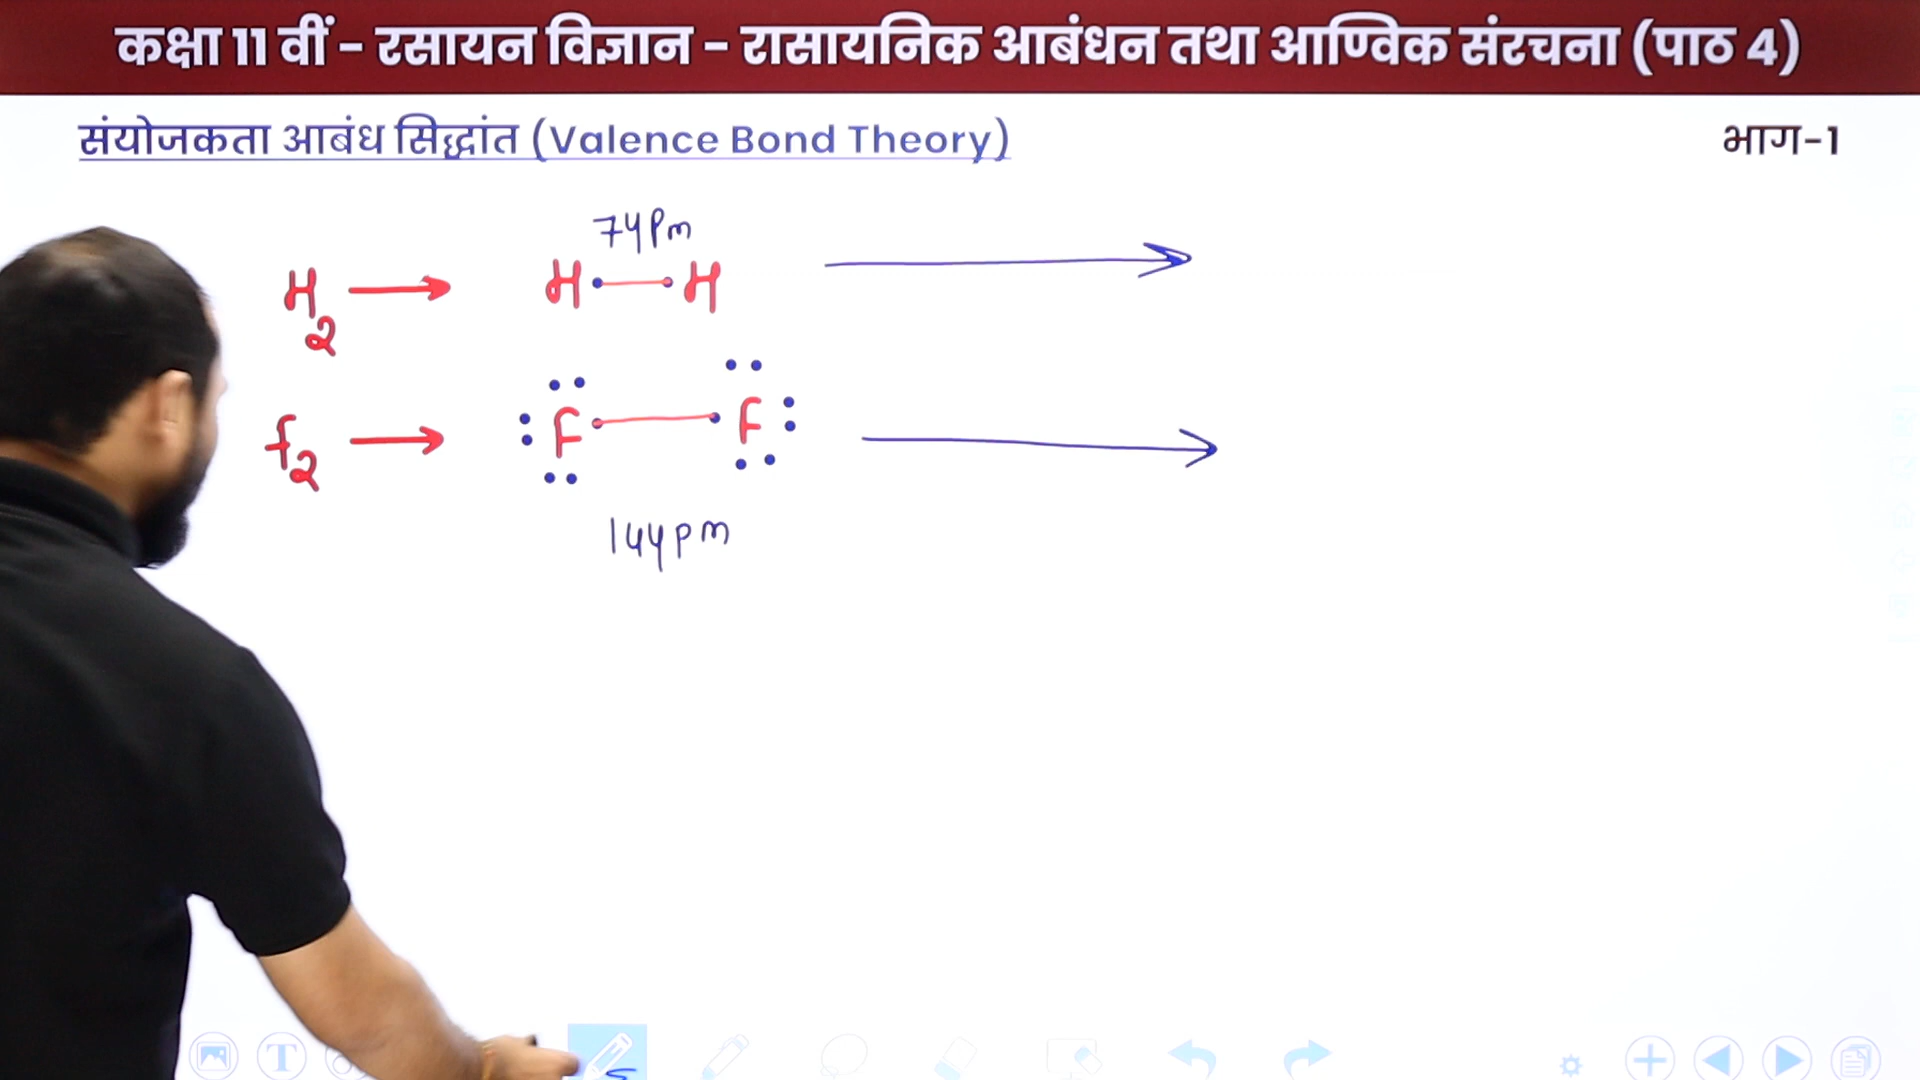 कक्षा 11 वीं - रसायन विज्ञान - रासायनिक आबंधन तथा आण्विक संरचना (पाठ 4)
संयोजकता आबंध सिद्धांत (Valence Bond Theory)
भाग-1
74Pm
H2 → H—H →
f2 → F—F →
144pm
T